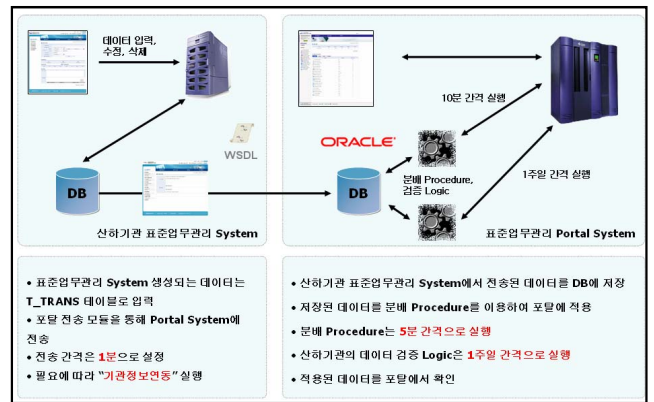 데이터 입력,
수정, 삭제
WSDL
DB
산하기관 표준업무관리 System
10분 간격 실행
ORACLE
분배 Procedure,
검증 Logic
1주일 간격 실행
DB
표준업무관리 Portal System
• 표준업무관리 System 생성되는 데이터는
T_TRANS 테이블로 입력
• 포탈 전송 모듈을 통해 Portal System에
전송
• 전송 간격은 1분으로 설정
• 필요에 따라 “기관정보연동” 실행
• 산하기관 표준업무관리 System에서 전송된 데이터를 DB에 저장
• 저장된 데이터를 분배 Procedure를 이용하여 포탈에 적용
• 분배 Procedure는 5분 간격으로 실행
• 산하기관의 데이터 검증 Logic은 1주일 간격으로 실행
• 적용된 데이터를 포탈에서 확인